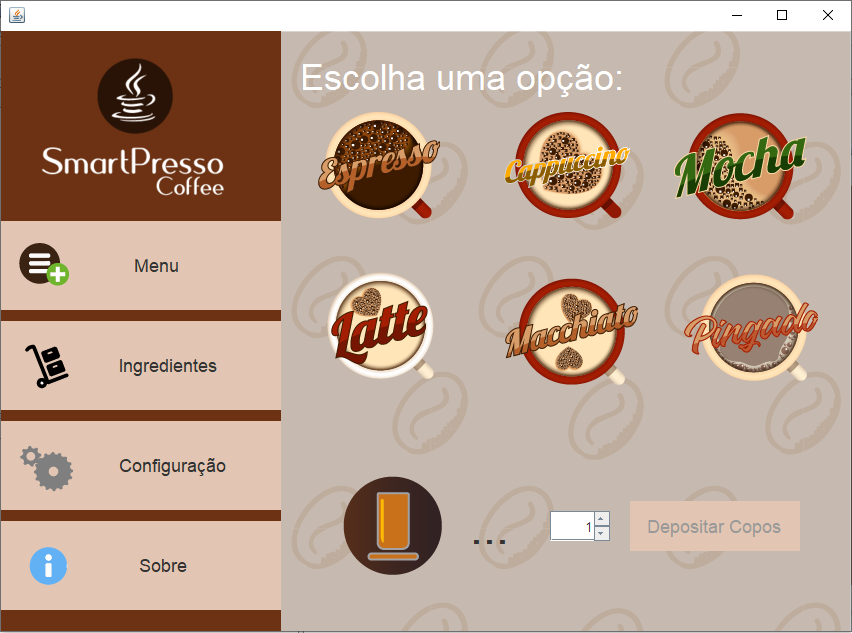 SmartPresso
Coffee
Menu
Ingredientes
Configuração
Sobre
Escolha uma opção:
Espresso
Cappuccino
Mocha
Latte
Macchiato
Pingado
...
1
Depositar Copos